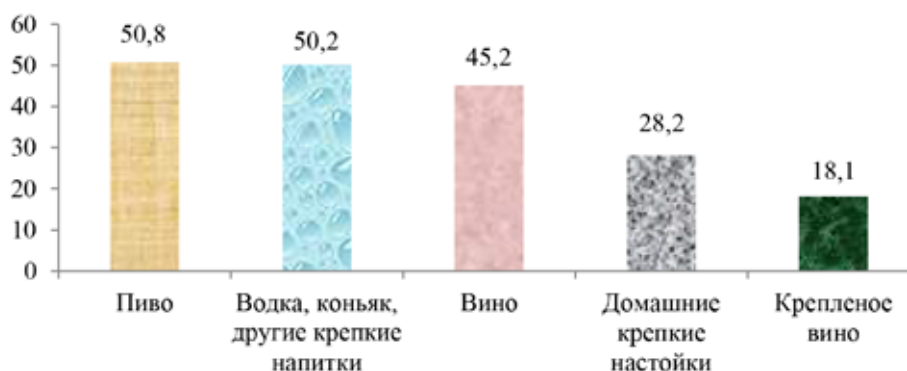 60
50
40
30
20
10
0
50,8
50,2
45,2
28,2
18,1
Пиво
Водка, коньяк,
другие крепкие
напитки
Вино
Домашние
крепкие
настойки
Крепленое
вино